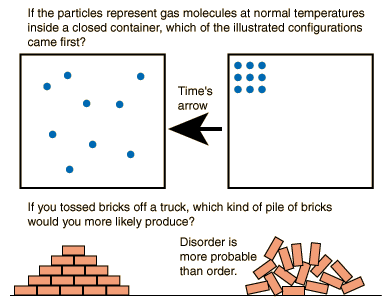 If the particles represent gas molecules at normal temperatures
inside a closed container, which of the illustrated configurations
came first?
Time's
arrow
If you tossed bricks off a truck, which kind of pile of bricks
would you more likely produce?
Disorder is
more probable
than order.